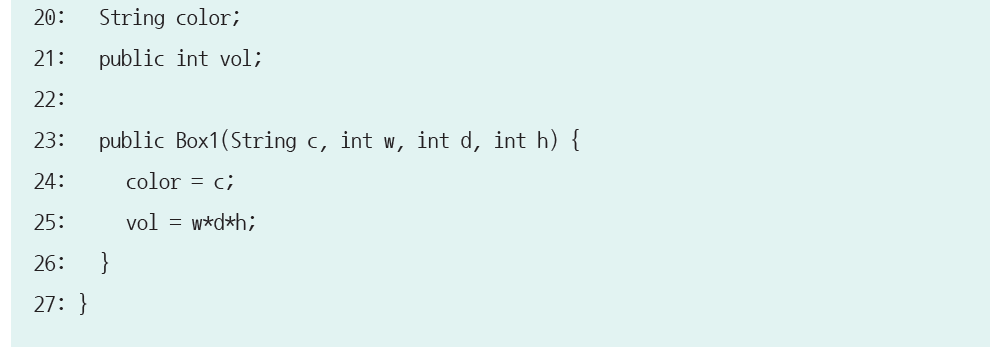 20:   String color;
21:   public int vol;
22:
23:   public Box1(String c, int w, int d, int h) {
24:     color = c;
25:     vol = w*d*h;
26:   }
27: }